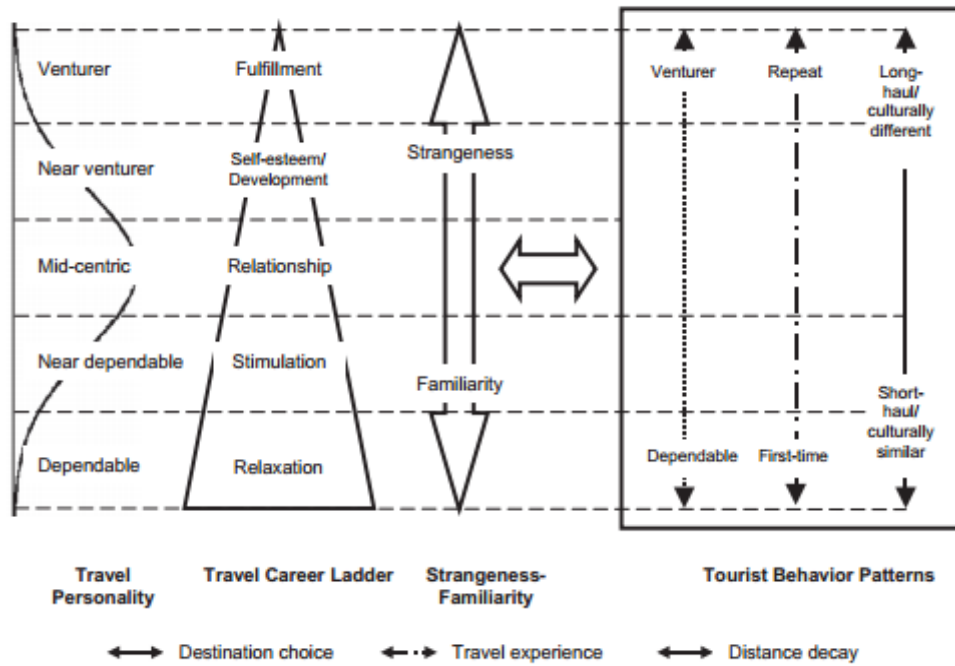 Venturer
Fulfillment
Venturer
Repeat
Long-
haul/
culturally
different
Near venturer
Self-esteem/
Development
Strangeness
Mid-centric
Relationship
Near dependable
Stimulation
Familiarity
Short-
haul/
culturally
similar
Dependable
Relaxation
Dependable
First-time
Travel
Personality
Travel Career Ladder
Strangeness-
Familiarity
Tourist Behavior Patterns
Destination choice
Travel experience
Distance decay